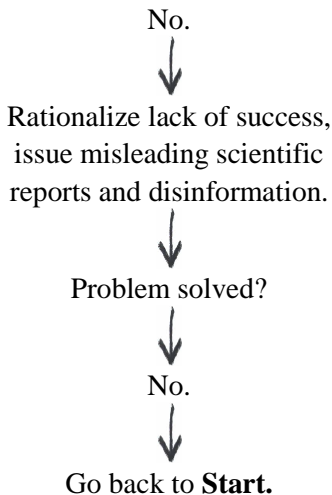 No.
Rationalize lack of success,
issue misleading scientific
reports and disinformation.
Problem solved?
No.
Go back to Start.